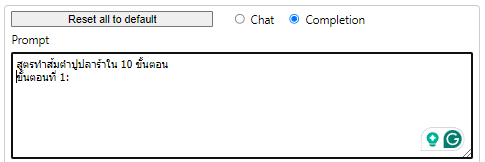 Reset all to default
Chat
Completion
Prompt
สูตรทำส้มตำปูปลาร้าใน 10 ขั้นตอน
ขั้นตอนที่ 1: